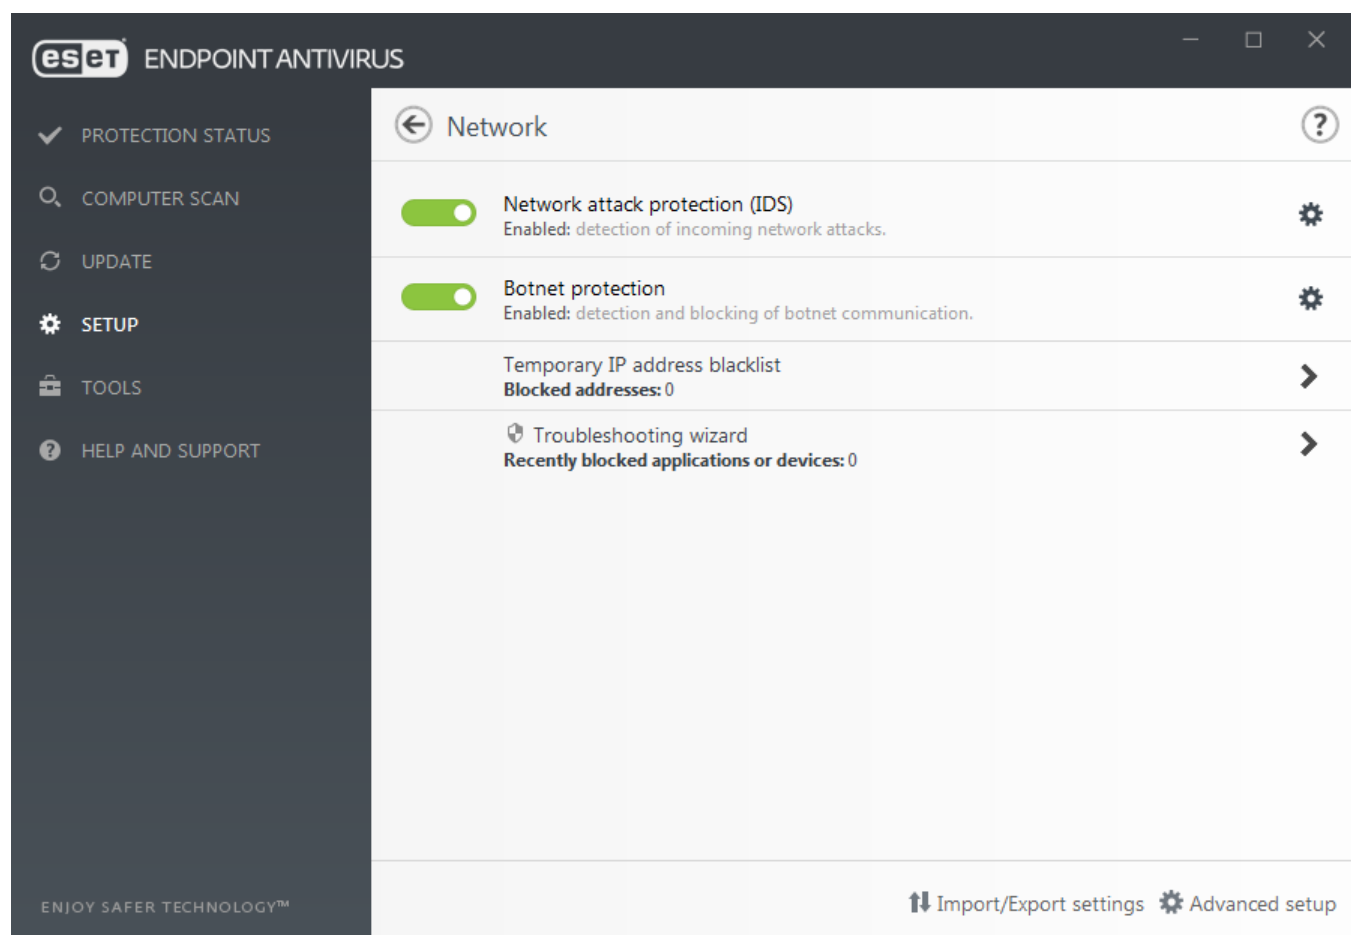 eset ENDPOINT ANTIVIRUS
PROTECTION STATUS
COMPUTER SCAN
UPDATE
SETUP
TOOLS
HELP AND SUPPORT
ENJOY SAFER TECHNOLOGY™
Network
?
Network attack protection (IDS)
Enabled: detection of incoming network attacks.
Botnet protection
Enabled: detection and blocking of botnet communication.
Temporary IP address blacklist
Blocked addresses: 0
Troubleshooting wizard
Recently blocked applications or devices: 0
Import/Export settings Advanced setup